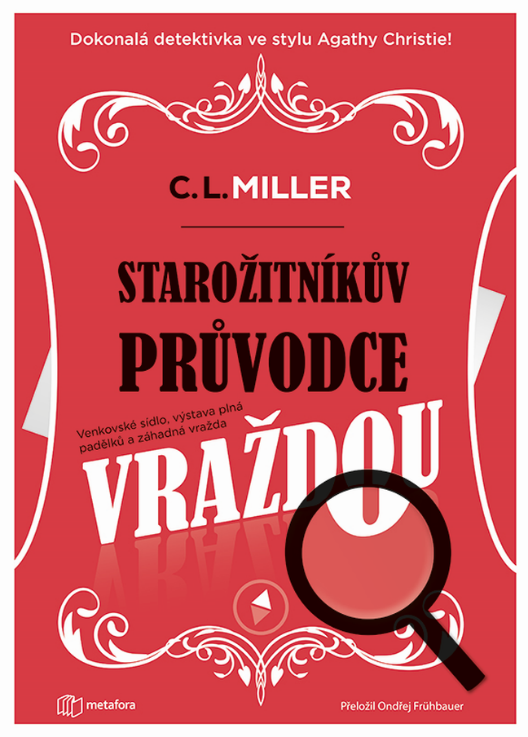 Dokonalá detektivka ve stylu Agathy Christie!
C. L. MILLER
STAROŽITNÍKŮV
PRŮVODCE
Venkovské sídlo, výstava plná
padělků a záhadná vražda
VRAŽDOU
metafora
Přeložil Ondřej Frühbauer